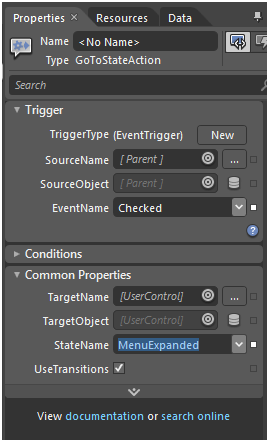 Properties × Resources Data
Name <No Name>
Type GoToStateAction
Search
Trigger
TriggerType (EventTrigger) New
SourceName [ Parent ] ...
SourceObject [ Parent ]
EventName Checked
?
Conditions
Common Properties
TargetName [UserControl] ...
TargetObject [UserControl]
StateName MenuExpanded
UseTransitions
View documentation or search online